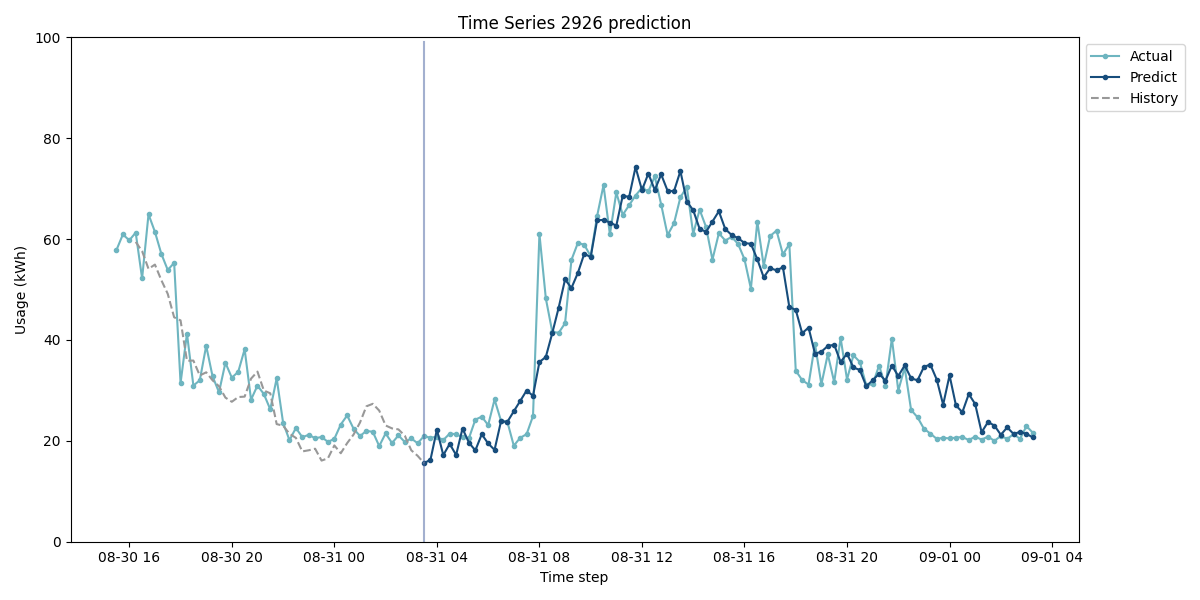 Time Series 2926 prediction
Usage (kWh)
100
80
60
40
20
0
08-30 16
08-30 20
08-31 00
08-31 04
08-31 08
08-31 12
08-31 16
08-31 20
09-01 00
09-01 04
Time step
Actual
Predict
History